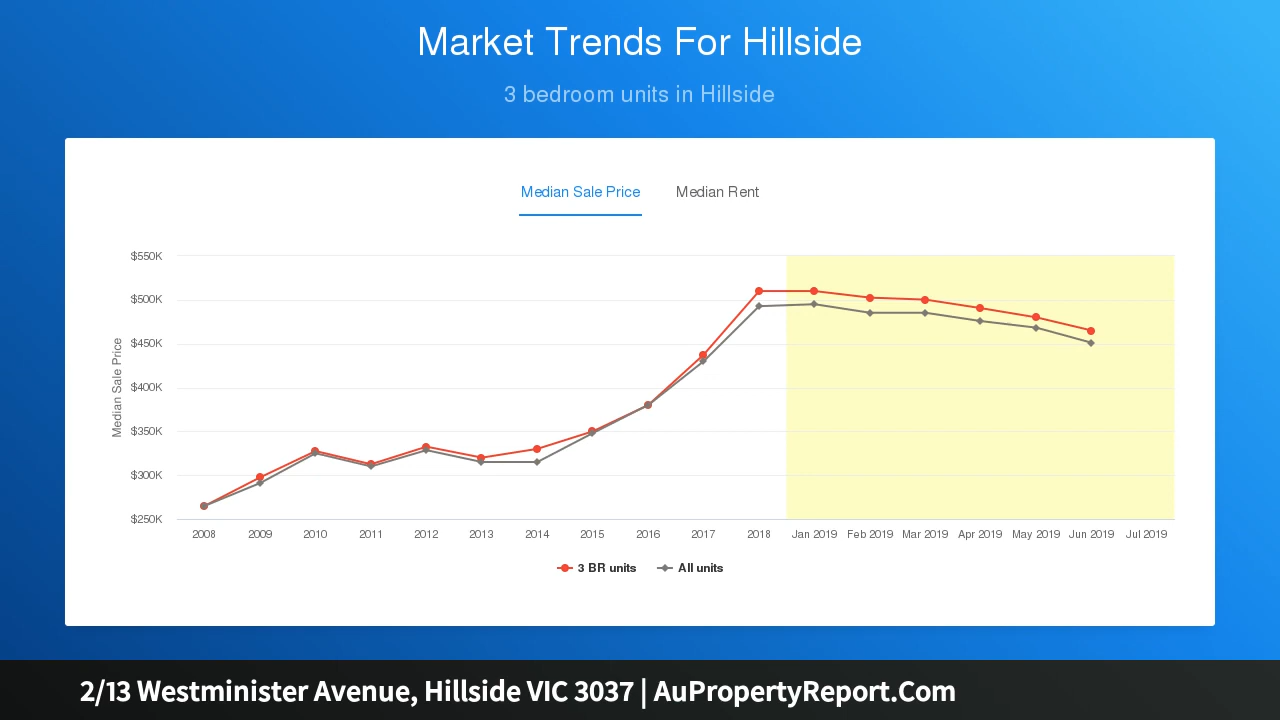 Market Trends For Hillside
3 bedroom units in Hillside
Median Sale Price Median Rent
Median Sale Price
$550K
$500K
$450K
$400K
$350K
$300K
$250K
2008 2009 2010 2011 2012 2013 2014 2015 2016 2017 2018 Jan 2019 Feb 2019 Mar 2019 Apr 2019 May 2019 Jun 2019 Jul 2019
3 BR units All units
2/13 Westminister Avenue, Hillside VIC 3037 | AuPropertyReport.Com